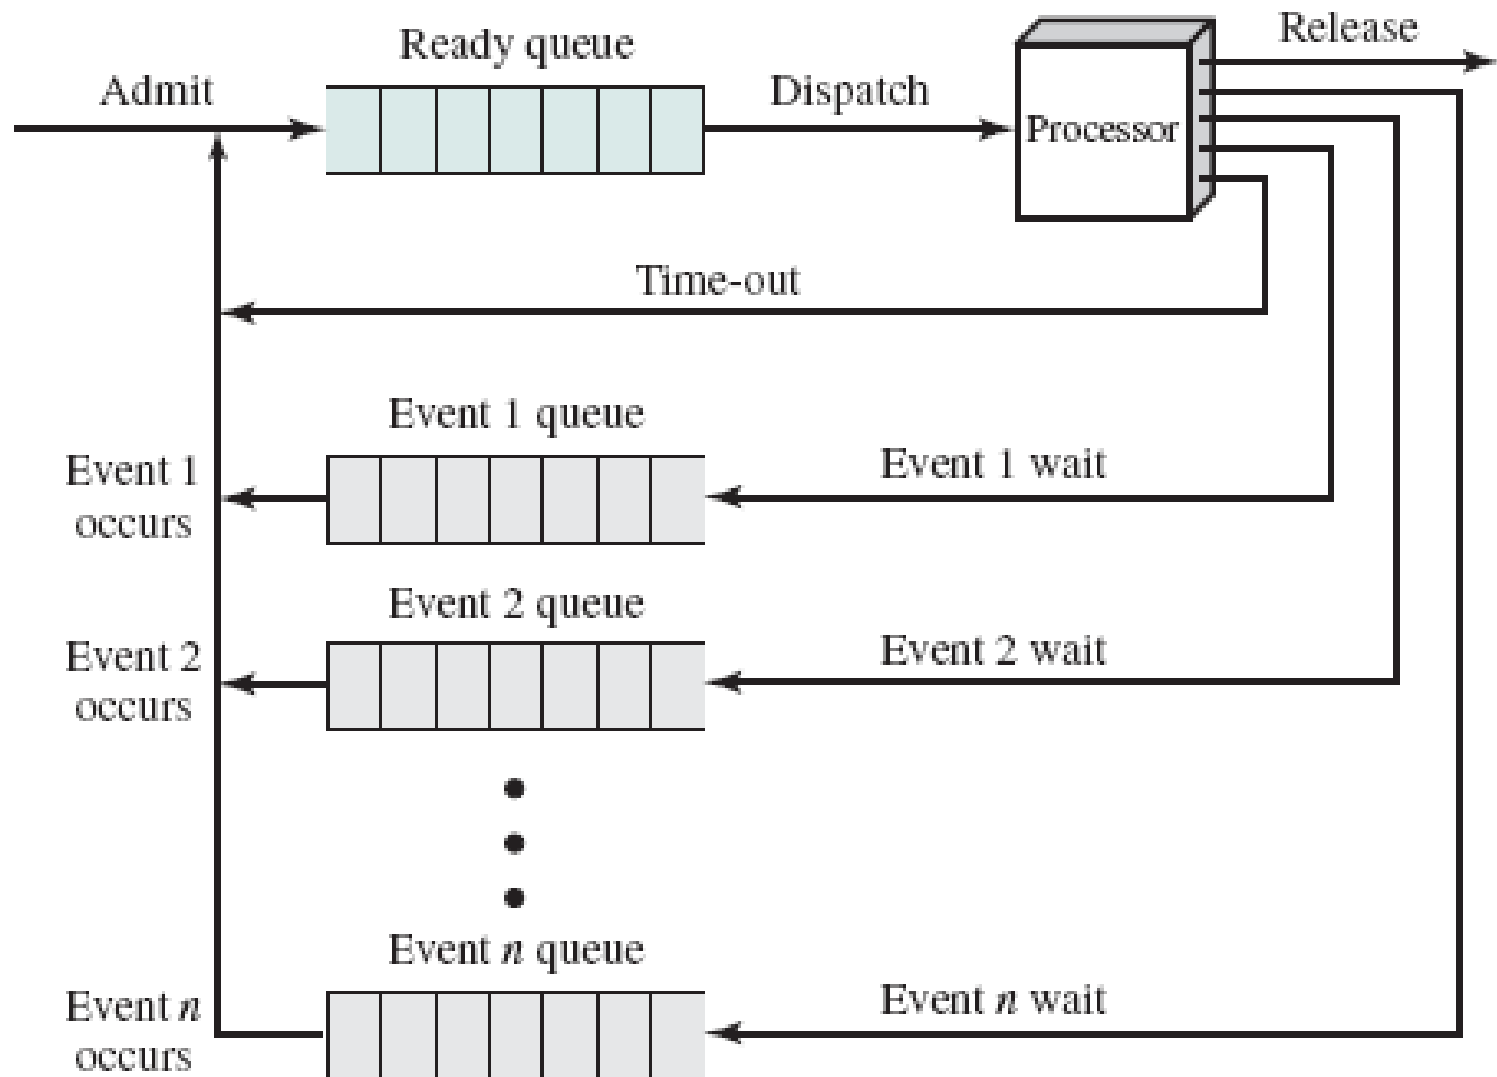 Release
Ready queue
Admit
Dispatch
Processor
Time-out
Event 1 queue
Event 1
occurs
Event 1 wait
Event 2 queue
Event 2
occurs
Event 2 wait
Event n queue
Event n
occurs
Event n wait